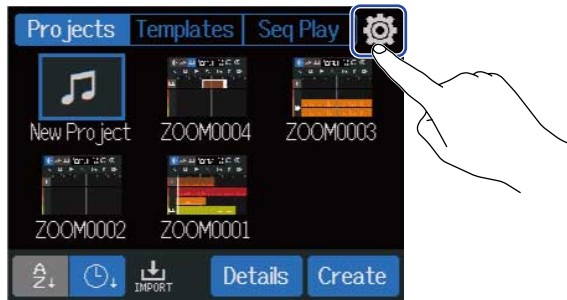 Projects Templates Seq Play
New Project ZOOM0004 ZOOM0003
ZOOM0002 ZOOM0001
A Z IMPORT Details Create